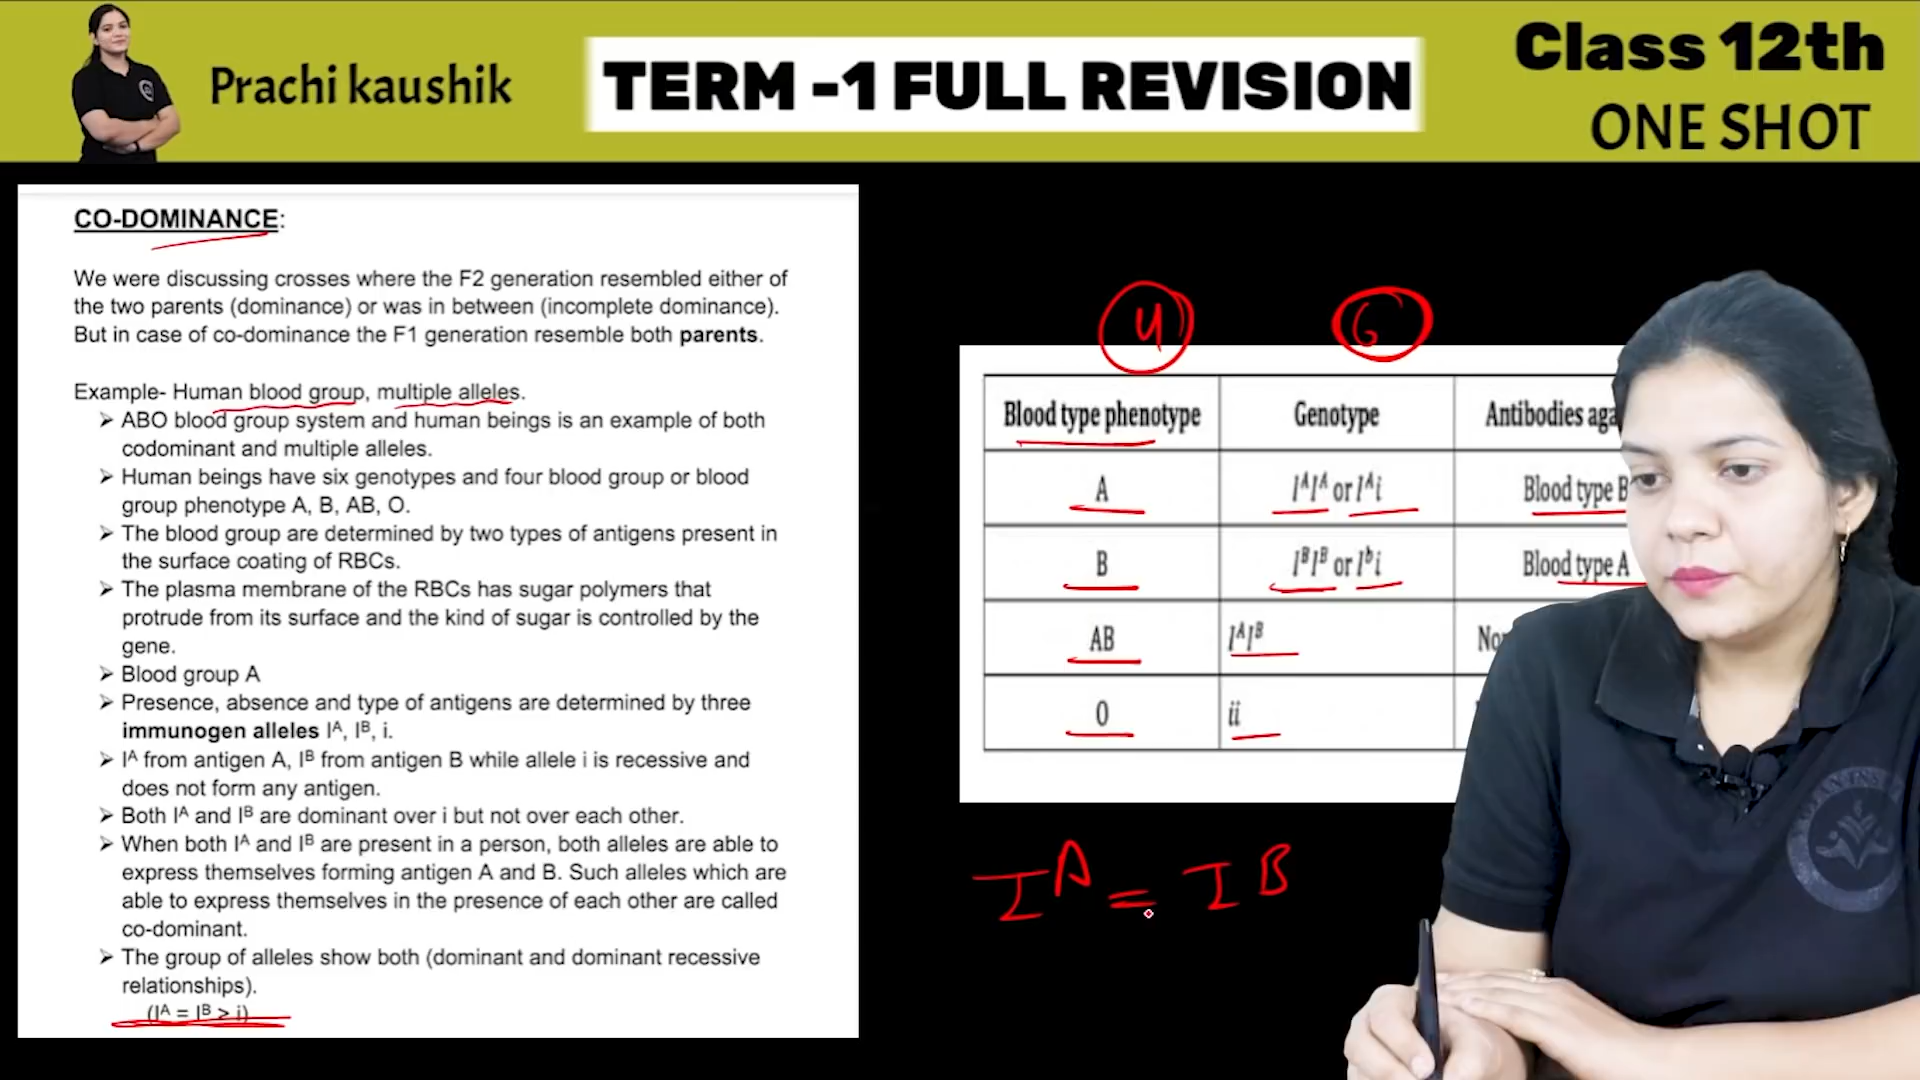 Prachi kaushik
TERM -1 FULL REVISION
Class 12th
ONE SHOT
CO-DOMINANCE:
We were discussing crosses where the F2 generation resembled either of
the two parents (dominance) or was in between (incomplete dominance).
But in case of co-dominance the F1 generation resemble both parents.
Example- Human blood group, multiple alleles.
➢ ABO blood group system and human beings is an example of both
codominant and multiple alleles.
➢ Human beings have six genotypes and four blood group or blood
group phenotype A, B, AB, O.
➢ The blood group are determined by two types of antigens present in
the surface coating of RBCs.
➢ The plasma membrane of the RBCs has sugar polymers that
protrude from its surface and the kind of sugar is controlled by the
gene.
➢ Blood group A
➢ Presence, absence and type of antigens are determined by three
immunogen alleles Iᴬ, Iᴮ, i.
➢ Iᴬ from antigen A, Iᴮ from antigen B while allele i is recessive and
does not form any antigen.
➢ Both Iᴬ and Iᴮ are dominant over i but not over each other.
➢ When both Iᴬ and Iᴮ are present in a person, both alleles are able to
express themselves forming antigen A and B. Such alleles which are
able to express themselves in the presence of each other are called
co-dominant.
➢ The group of alleles show both (dominant and dominant recessive
relationships).
(Iᴬ = Iᴮ > i)
4 6
Blood type phenotype Genotype Antibodies aga
A IᴬIᴬ or Iᴬi Blood type B
B IᴮIᴮ or Iᵇi Blood type A
AB IᴬIᴮ No
O ii
Iᴬ = Iᴮ